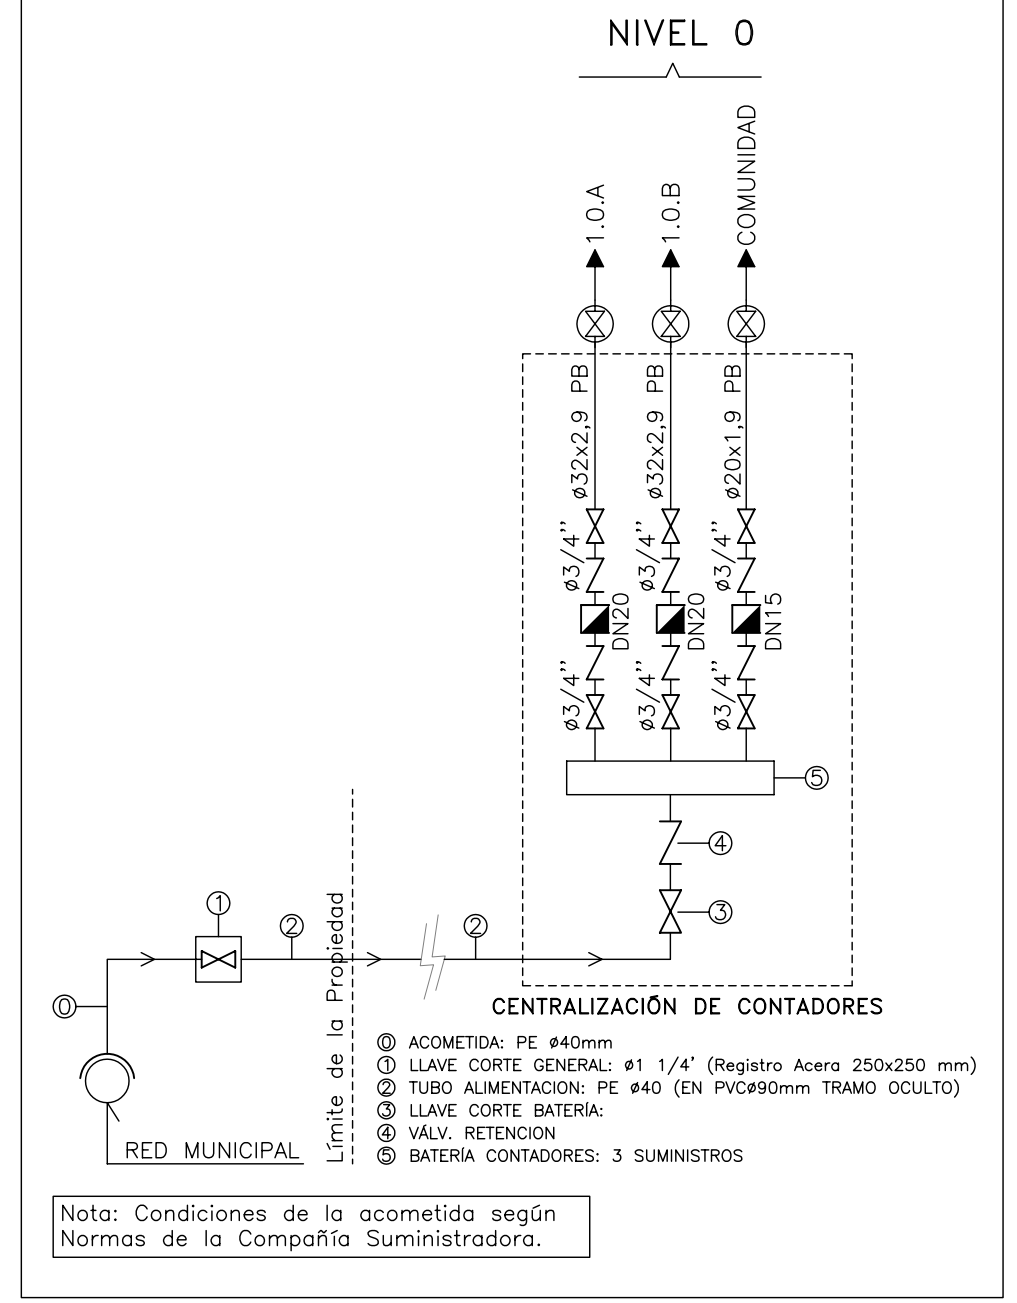 NIVEL 0
1.0.A
1.0.B
COMUNIDAD
ø32x2,9 PB
ø32x2,9 PB
ø20x1,9 PB
ø3/4''
ø3/4''
ø3/4''
DN20
DN20
DN15
ø3/4''
ø3/4''
ø3/4''
5
4
3
1
2
2
0
Límite de la Propiedad
RED MUNICIPAL
CENTRALIZACIÓN DE CONTADORES
0 ACOMETIDA: PE ø40mm
1 LLAVE CORTE GENERAL: ø1 1/4' (Registro Acera 250x250 mm)
2 TUBO ALIMENTACION: PE ø40 (EN PVCø90mm TRAMO OCULTO)
3 LLAVE CORTE BATERÍA:
4 VÁLV. RETENCION
5 BATERÍA CONTADORES: 3 SUMINISTROS
Nota: Condiciones de la acometida según
Normas de la Compañía Suministradora.